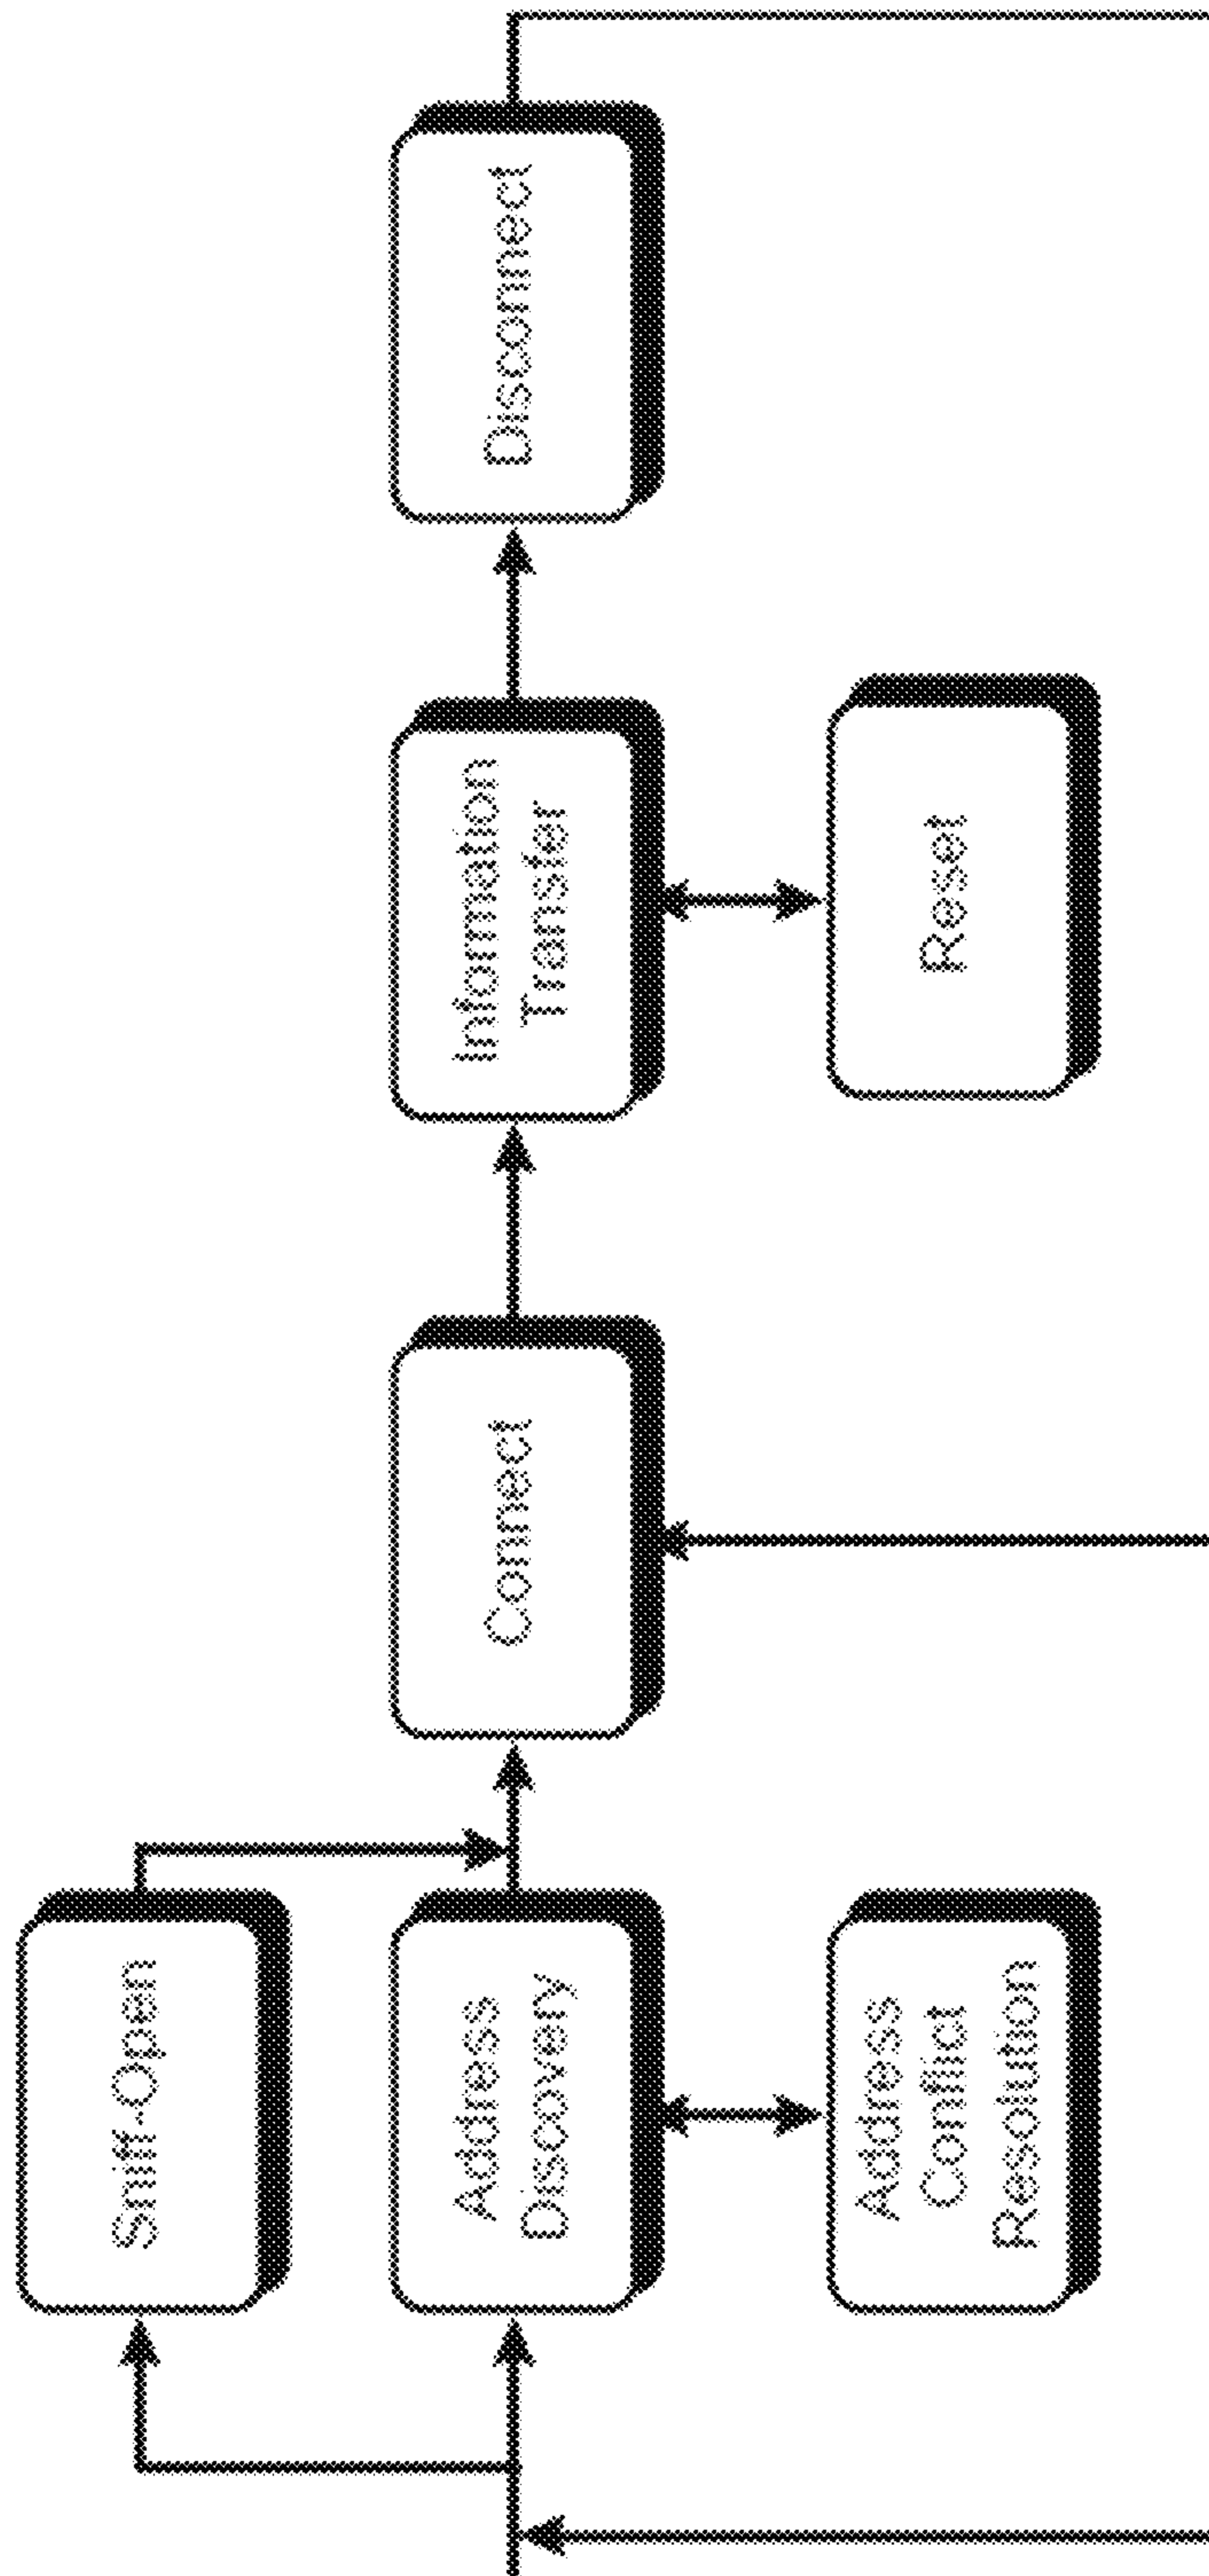 Sniff-Open
Address
Discovery
Address
Conflict
Resolution
Connect
Information
Transfer
Reset
Disconnect